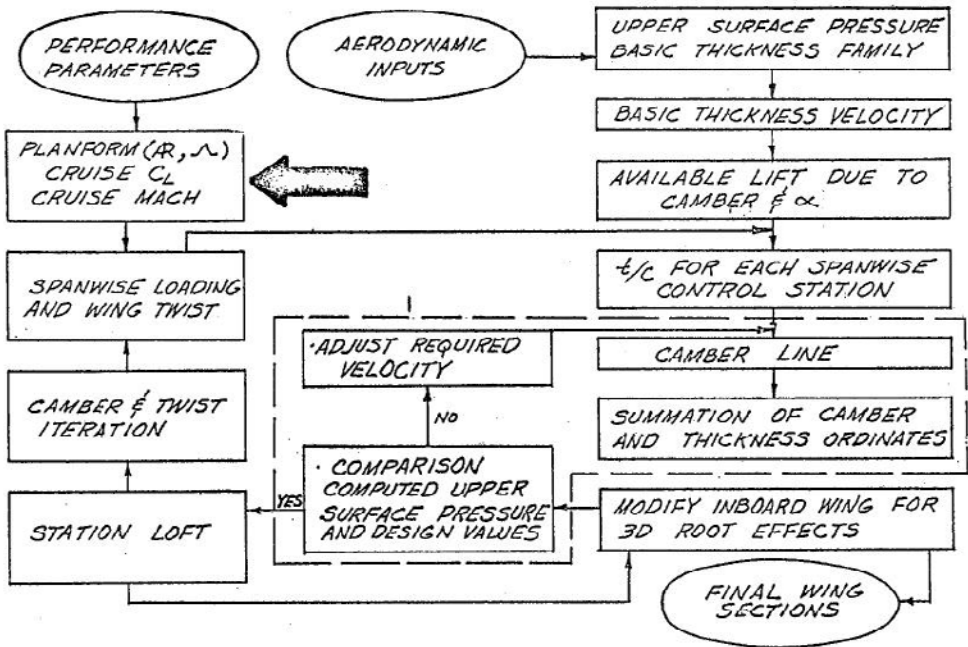 PERFORMANCE
PARAMETERS
AERODYNAMIC
INPUTS
UPPER SURFACE PRESSURE
BASIC THICKNESS FAMILY
BASIC THICKNESS VELOCITY
PLANFORM (AR, Λ)
CRUISE CL
CRUISE MACH
AVAILABLE LIFT DUE TO
CAMBER & α
SPANWISE LOADING
AND WING TWIST
t/c FOR EACH SPANWISE
CONTROL STATION
·ADJUST REQUIRED
VELOCITY
CAMBER LINE
CAMBER & TWIST
ITERATION
NO
SUMMATION OF CAMBER
AND THICKNESS ORDINATES
· COMPARISON
COMPUTED UPPER
SURFACE PRESSURE
AND DESIGN VALUES
YES
STATION LOFT
MODIFY INBOARD WING FOR
3D ROOT EFFECTS
FINAL WING
SECTIONS